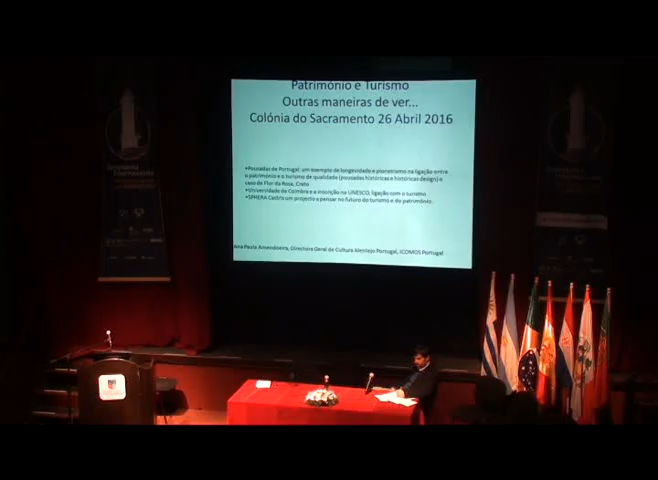 Património e Turismo
Outras maneiras de ver...
Colónia do Sacramento 26 Abril 2016
•Pousadas de Portugal: um exemplo de longevidade e pioneirismo na ligação entre
o património e o turismo de qualidade (pousadas históricas e históricas design) o
caso de Flor da Rosa, Crato
•Universidade de Coimbra e a inscrição na UNESCO, ligação com o turismo
•SPHERA Castris um projecto a pensar no futuro do turismo e do património.
Ana Paula Amendoeira, Directora Geral de Cultura Alentejo Portugal, ICOMOS Portugal